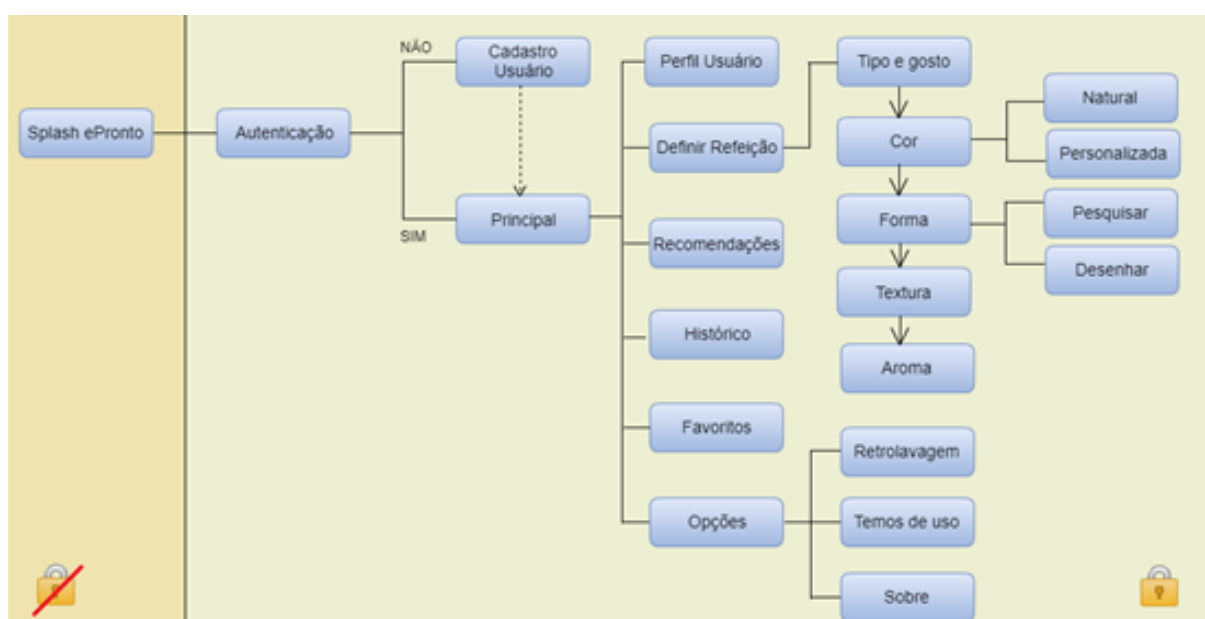 Splash ePronto
Autenticação
NÃO
SIM
Cadastro
Usuário
Principal
Perfil Usuário
Definir Refeição
Recomendações
Histórico
Favoritos
Opções
Tipo e gosto
Cor
Forma
Textura
Aroma
Natural
Personalizada
Pesquisar
Desenhar
Retrolavagem
Temos de uso
Sobre